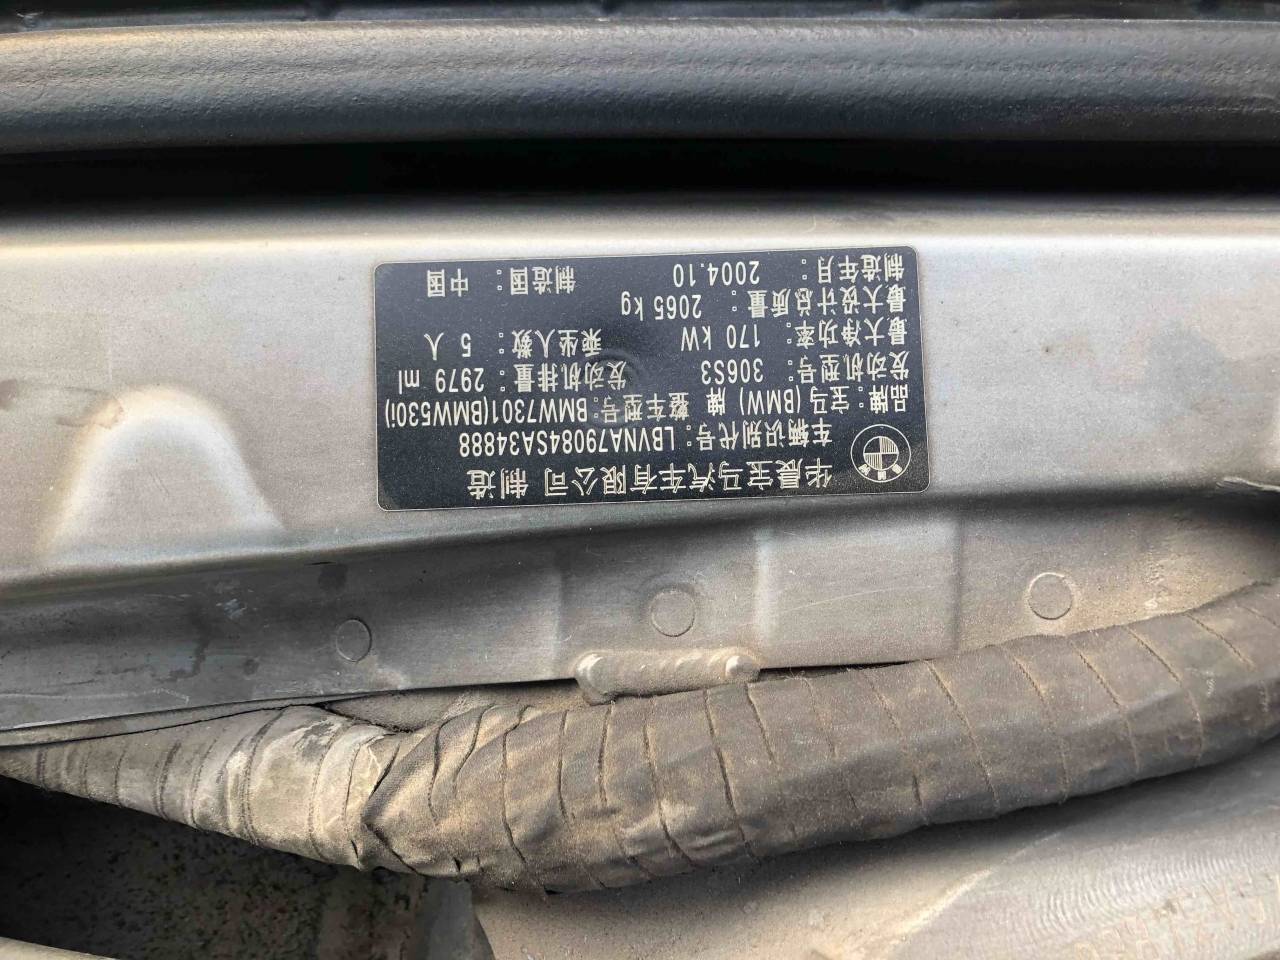 BMW
华晨宝马汽车有限公司 制造
车辆识别代号: LBVNA79084SA34888
品牌: 宝马(BMW) 牌 整车型号: BMW7301(BMW530i)
发动机型号: 306S3 发动机排量: 2979 ml
最大净功率: 170 kW 乘坐人数: 5 人
最大设计总质量: 2065 kg
制造年月: 2004.10 制造国: 中国